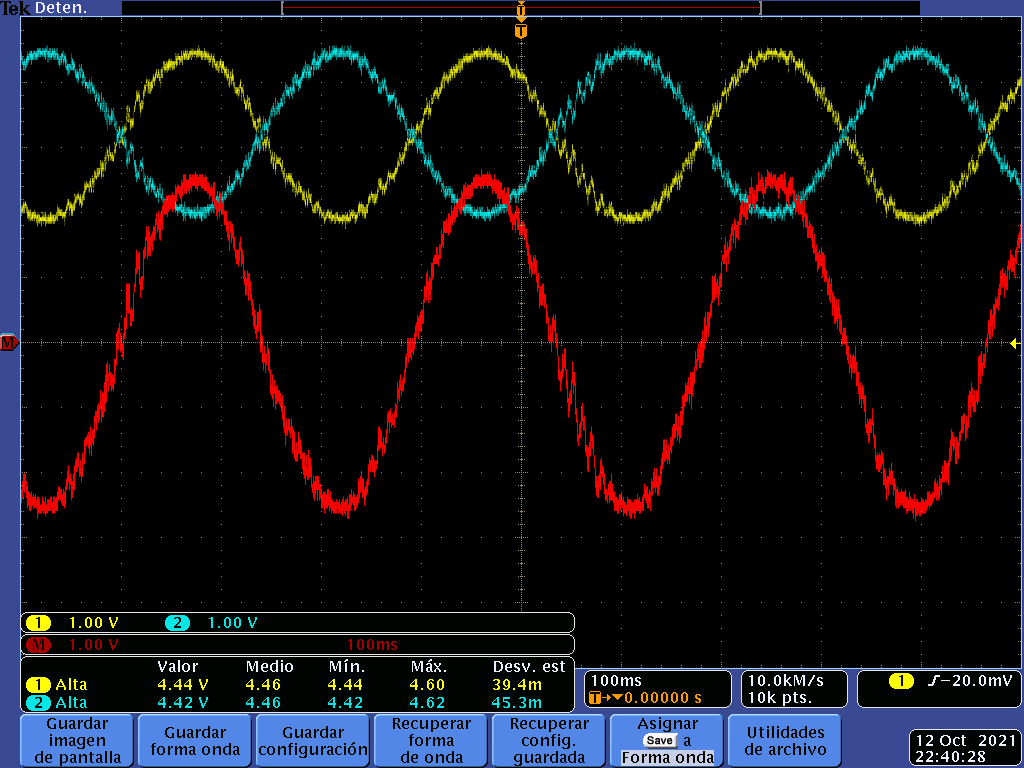 Tek Deten.
T
T
M
1 1.00 V 2 1.00 V
M 1.00 V 100ms
Valor Medio Mín. Máx. Desv. est
1 Alta 4.44 V 4.46 4.44 4.60 39.4m
2 Alta 4.42 V 4.46 4.42 4.62 45.3m
100ms
T→▼0.00000 s
10.0kM/s
10k pts.
1 ∫−20.0mV
Guardar
imagen
de pantalla
Guardar
forma onda
Guardar
configuración
Recuperar
forma
de onda
Recuperar
config.
guardada
Asignar
Save a
Forma onda
Utilidades
de archivo
12 Oct 2021
22:40:28